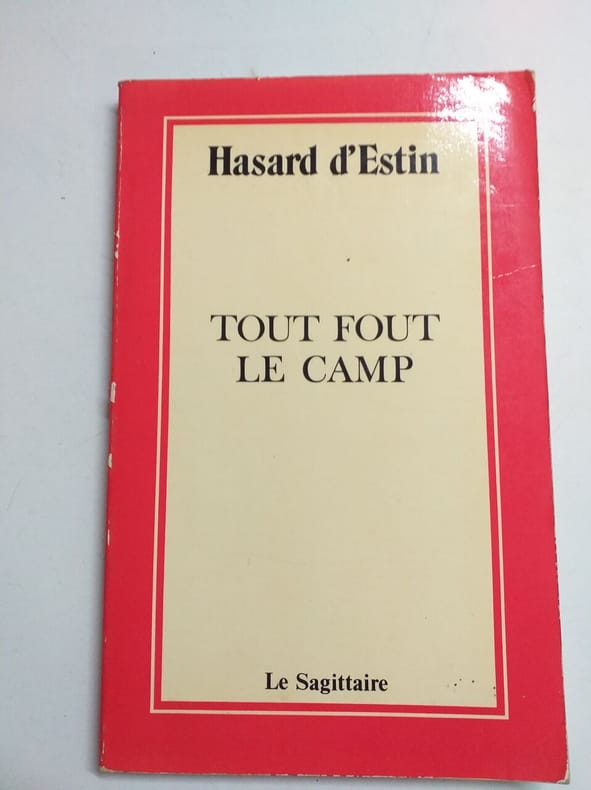 Hasard d'Estin
TOUT FOUT
LE CAMP
Le Sagittaire